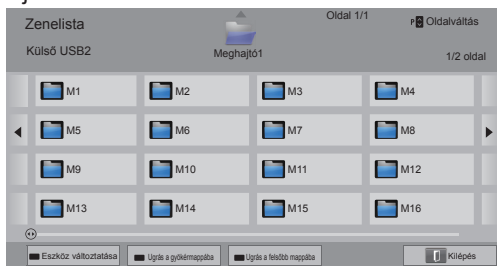 Zenelista
Oldal 1/1
P Oldalváltás
Külső USB2
Meghajtó1
1/2 oldal
M1
M2
M3
M4
M5
M6
M7
M8
M9
M10
M11
M12
M13
M14
M15
M16
Eszköz változtatása
Ugrás a gyökérmappába
Ugrás a felsőbb mappába
Kilépés